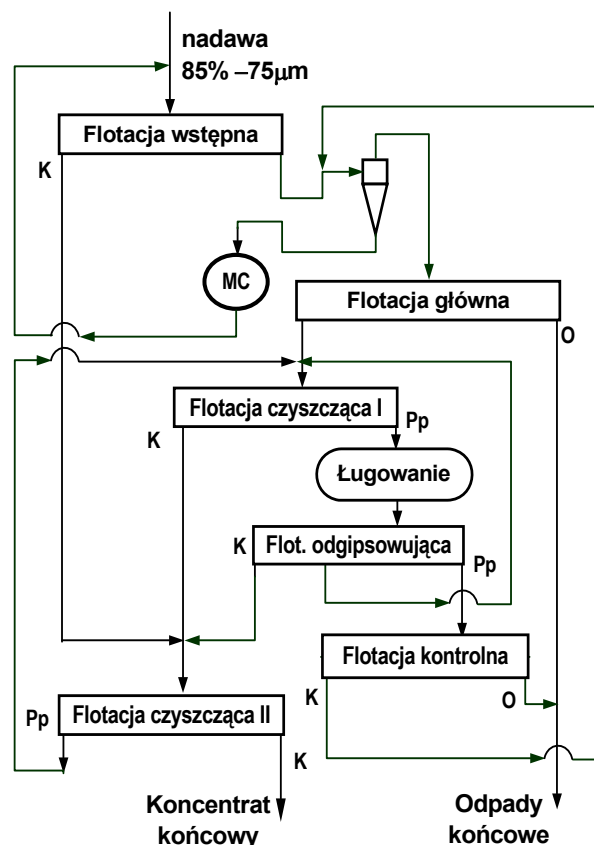 nadawa
85% –75μm
Flotacja wstępna
K
MC
Flotacja główna
O
Flotacja czyszcząca I
K
Pp
Ługowanie
K
Flot. odgipsowująca
Pp
Flotacja kontrolna
K
O
Pp
Flotacja czyszcząca II
K
Koncentrat
końcowy
Odpady
końcowe